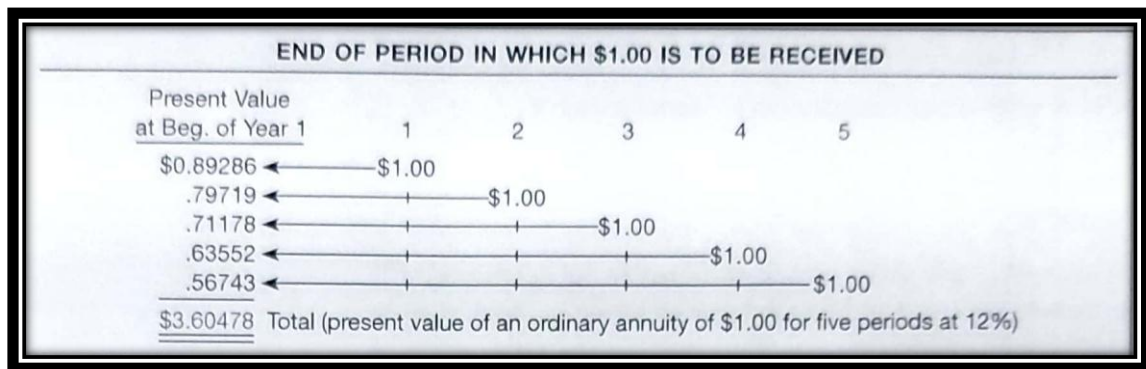 END OF PERIOD IN WHICH $1.00 IS TO BE RECEIVED
Present Value
at Beg. of Year 1 1 2 3 4 5
$0.89286 $1.00
.79719 $1.00
.71178 $1.00
.63552 $1.00
.56743 $1.00
$3.60478 Total (present value of an ordinary annuity of $1.00 for five periods at 12%)